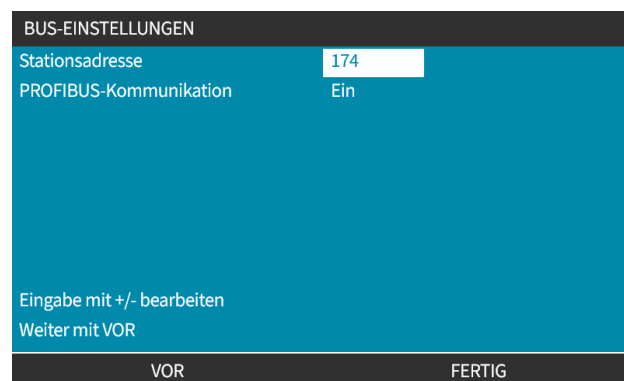 BUS-EINSTELLUNGEN
Stationsadresse 174
PROFIBUS-Kommunikation Ein
Eingabe mit +/- bearbeiten
Weiter mit VOR
VOR FERTIG